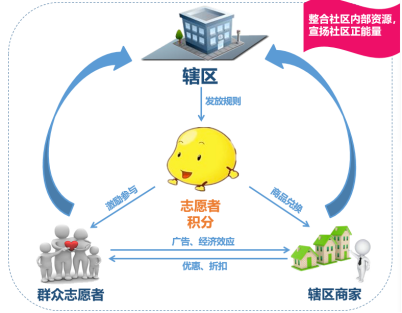 整合社区内部资源，
宣扬社区正能量
辖区
发放规则
激励参与
商品兑换
志愿者
积分
广告、经济效应
优惠、折扣
群众志愿者
辖区商家